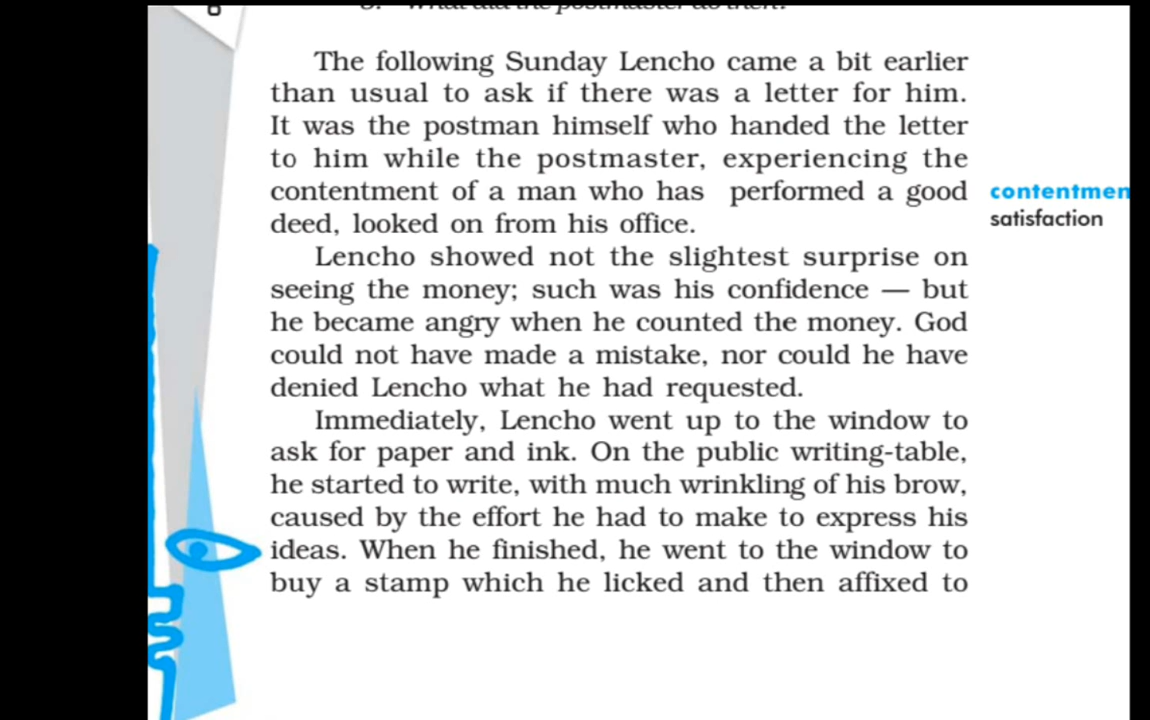 The following Sunday Lencho came a bit earlier
than usual to ask if there was a letter for him.
It was the postman himself who handed the letter
to him while the postmaster, experiencing the
contentment of a man who has performed a good
deed, looked on from his office.
contentmen
satisfaction
Lencho showed not the slightest surprise on
seeing the money; such was his confidence — but
he became angry when he counted the money. God
could not have made a mistake, nor could he have
denied Lencho what he had requested.
Immediately, Lencho went up to the window to
ask for paper and ink. On the public writing-table,
he started to write, with much wrinkling of his brow,
caused by the effort he had to make to express his
ideas. When he finished, he went to the window to
buy a stamp which he licked and then affixed to